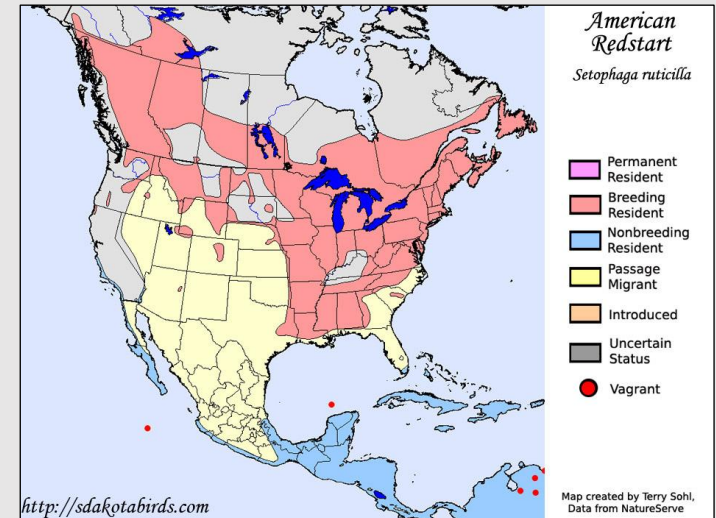 American
Redstart
Setophaga ruticilla
Permanent
Resident
Breeding
Resident
Nonbreeding
Resident
Passage
Migrant
Introduced
Uncertain
Status
Vagrant
http://sdakotabirds.com
Map created by Terry Sohl,
Data from NatureServe